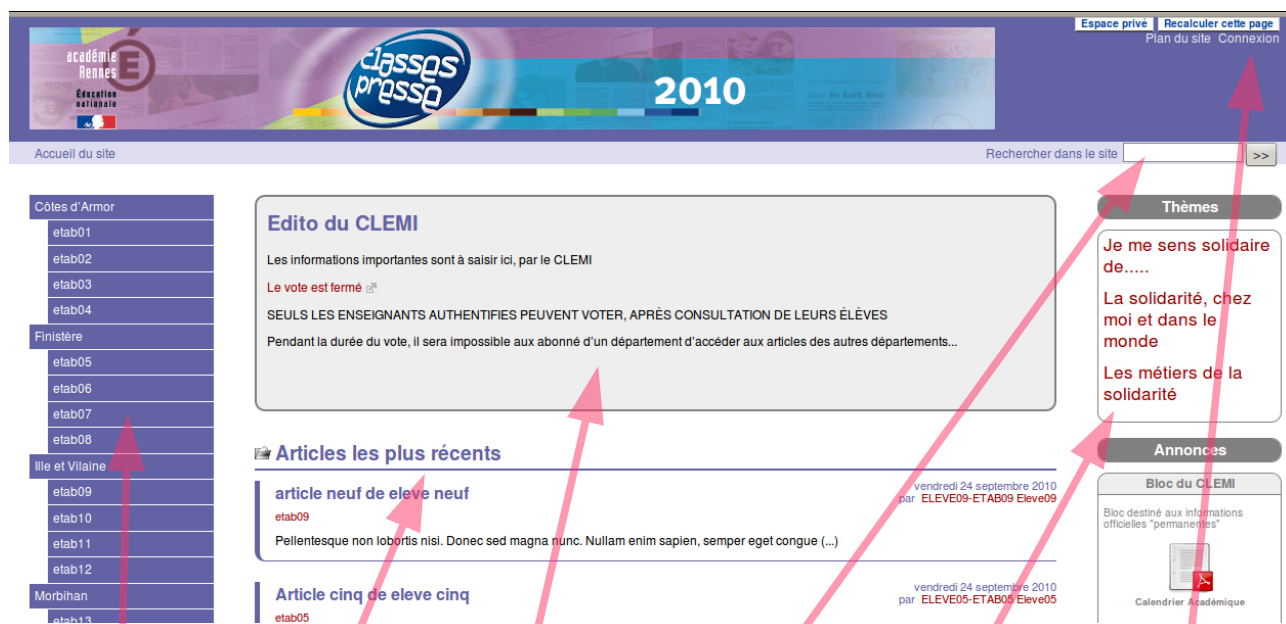 Espace privé Recalculer cette page
Plan du site Connexion
académie
Rennes
É
Éducation
nationale
classes
presse
2010
Accueil du site
Rechercher dans le site >>
Côtes d'Armor
etab01
etab02
etab03
etab04
Finistère
etab05
etab06
etab07
etab08
Ille et Vilaine
etab09
etab10
etab11
etab12
Morbihan
etab13
Edito du CLEMI
Les informations importantes sont à saisir ici, par le CLEMI
Le vote est fermé
SEULS LES ENSEIGNANTS AUTHENTIFIES PEUVENT VOTER, APRÈS CONSULTATION DE LEURS ÉLÈVES
Pendant la durée du vote, il sera impossible aux abonné d'un département d'accéder aux articles des autres départements...
Articles les plus récents
article neuf de eleve neuf
vendredi 24 septembre 2010
par ELEVE09-ETAB09 Eleve09
etab09
Pellentesque non lobortis nisi. Donec sed magna nunc. Nullam enim sapien, semper eget congue (...)
Article cinq de eleve cinq
vendredi 24 septembre 2010
par ELEVE05-ETAB05 Eleve05
etab05
Thèmes
Je me sens solidaire
de.....
La solidarité, chez
moi et dans le
monde
Les métiers de la
solidarité
Annonces
Bloc du CLEMI
Bloc destiné aux informations
officielles "permanentes"
Calendrier Académique